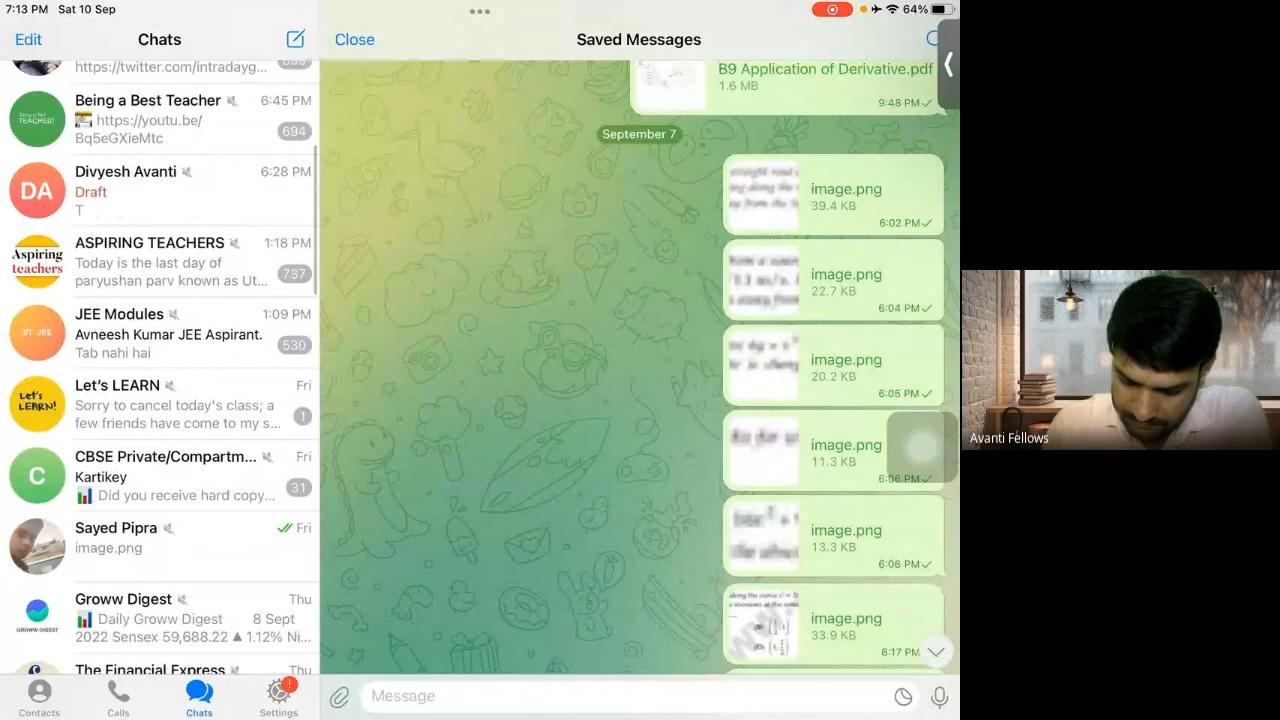 7:13 PM Sat 10 Sep
64%
Edit
Chats
Close
Saved Messages
https://twitter.com/intradayg...
Being a Best Teacher 6:45 PM
https://youtu.be/
Bq5eGXieMtc
694
Divyesh Avanti 6:28 PM
Draft
T
DA
ASPIRING TEACHERS 1:18 PM
Today is the last day of
paryushan parv known as Ut...
737
Aspiring
teachers
JEE Modules 1:09 PM
Avneesh Kumar JEE Aspirant.
Tab nahi hai
530
Let's LEARN Fri
Sorry to cancel today's class; a
few friends have come to my s...
1
Let's
LEARN!
CBSE Private/Compartm... Fri
Kartikey
Did you receive hard copy...
31
C
Sayed Pipra Fri
image.png
Groww Digest Thu
Daily Groww Digest 8 Sept
2022 Sensex 59,688.22 ▲ 1.12% Ni...
GROWW DIGEST
The Financial Express Thu
Contacts
Calls
Chats
Settings
B9 Application of Derivative.pdf
1.6 MB
9:48 PM
September 7
image.png
39.4 KB
6:02 PM
image.png
22.7 KB
6:04 PM
image.png
20.2 KB
6:05 PM
image.png
11.3 KB
6:06 PM
image.png
13.3 KB
6:06 PM
image.png
33.9 KB
6:17 PM
Message
Avanti Fellows